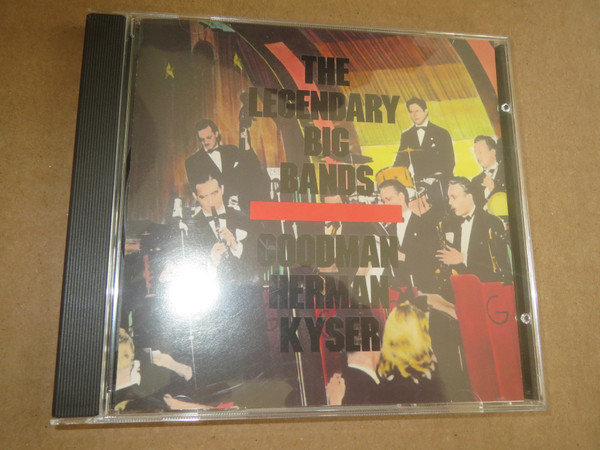 THE
LEGENDARY
BIG
BANDS
GOODMAN
HERMAN
KYSER
G